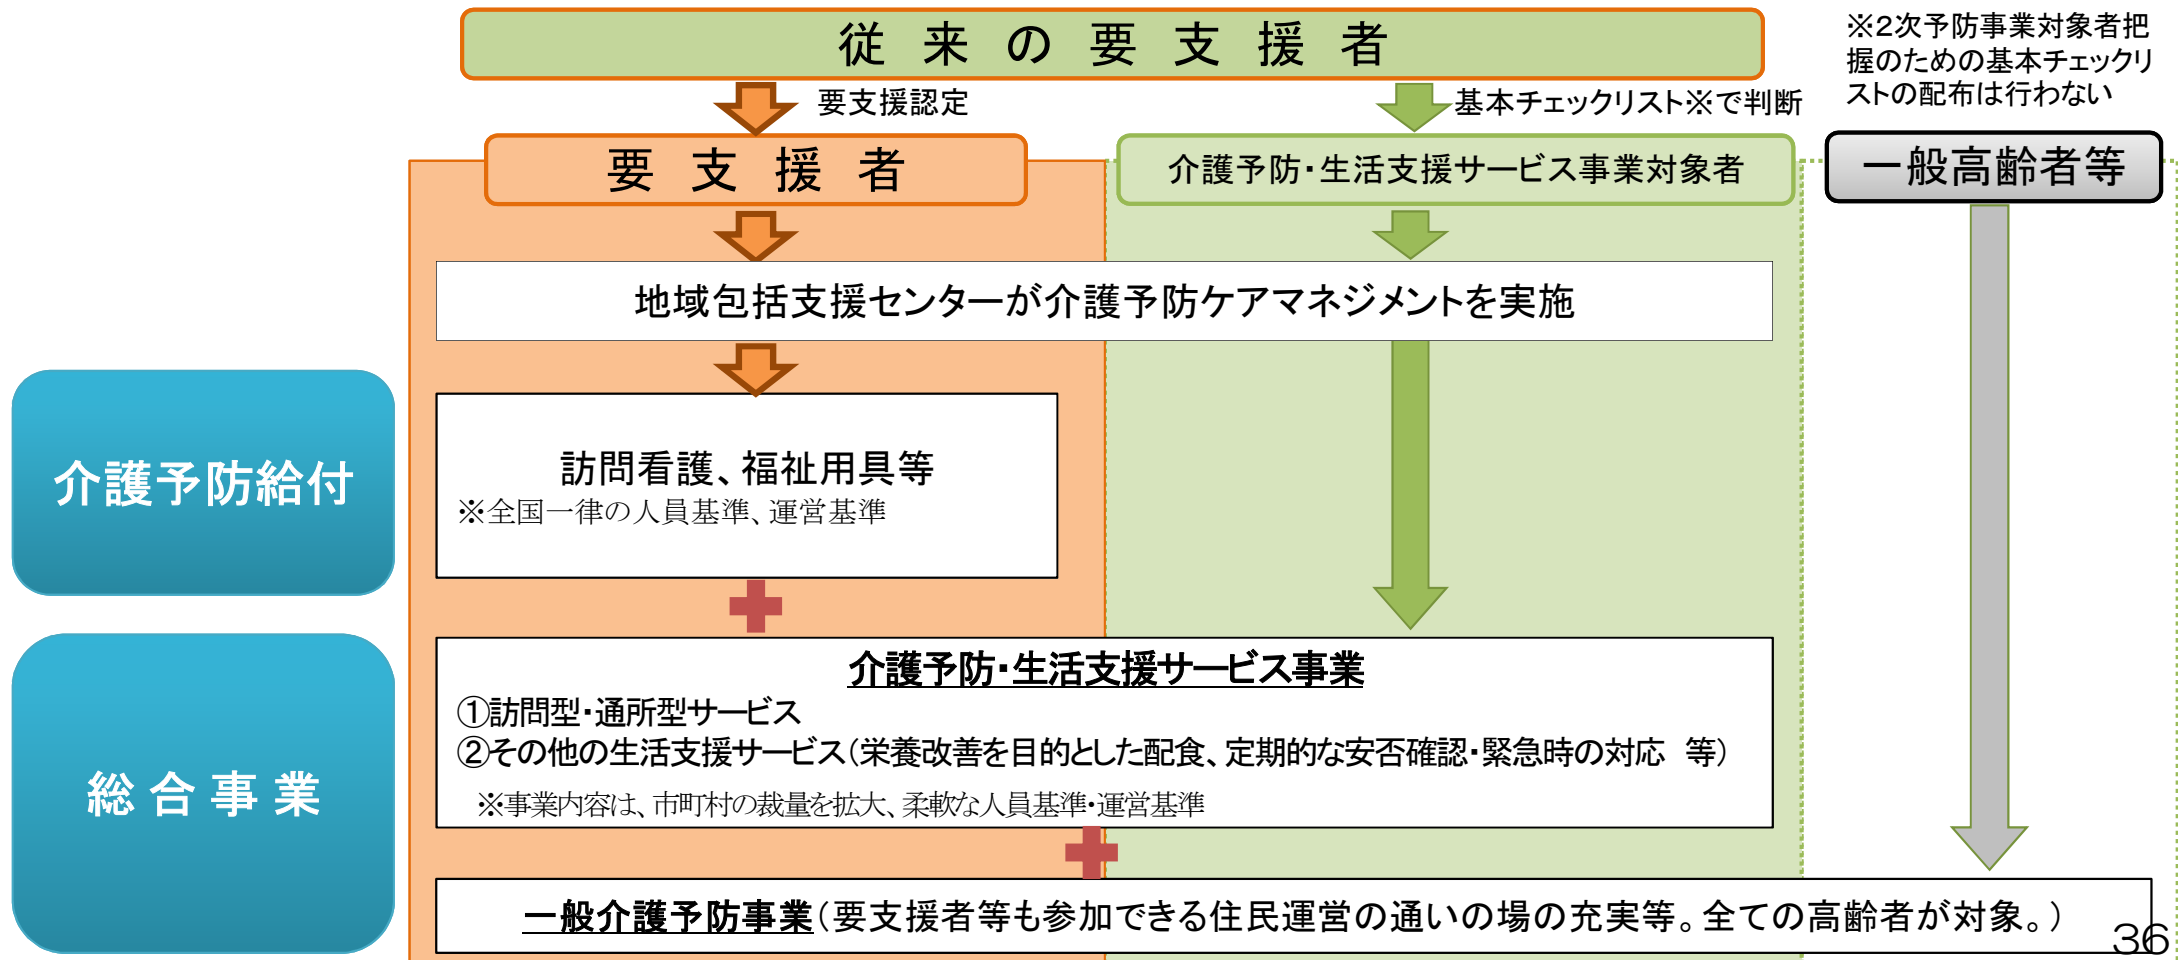 従来の要支援者
※2次予防事業対象者把
握のための基本チェックリ
ストの配布は行わない
要支援認定
基本チェックリスト※で判断
要支援者
介護予防・生活支援サービス事業対象者
一般高齢者等
地域包括支援センターが介護予防ケアマネジメントを実施
介護予防給付
訪問看護、福祉用具等
※全国一律の人員基準、運営基準
総合事業
介護予防・生活支援サービス事業
①訪問型・通所型サービス
②その他の生活支援サービス(栄養改善を目的とした配食、定期的な安否確認・緊急時の対応 等)
※事業内容は、市町村の裁量を拡大、柔軟な人員基準・運営基準
一般介護予防事業(要支援者等も参加できる住民運営の通いの場の充実等。全ての高齢者が対象。)
36